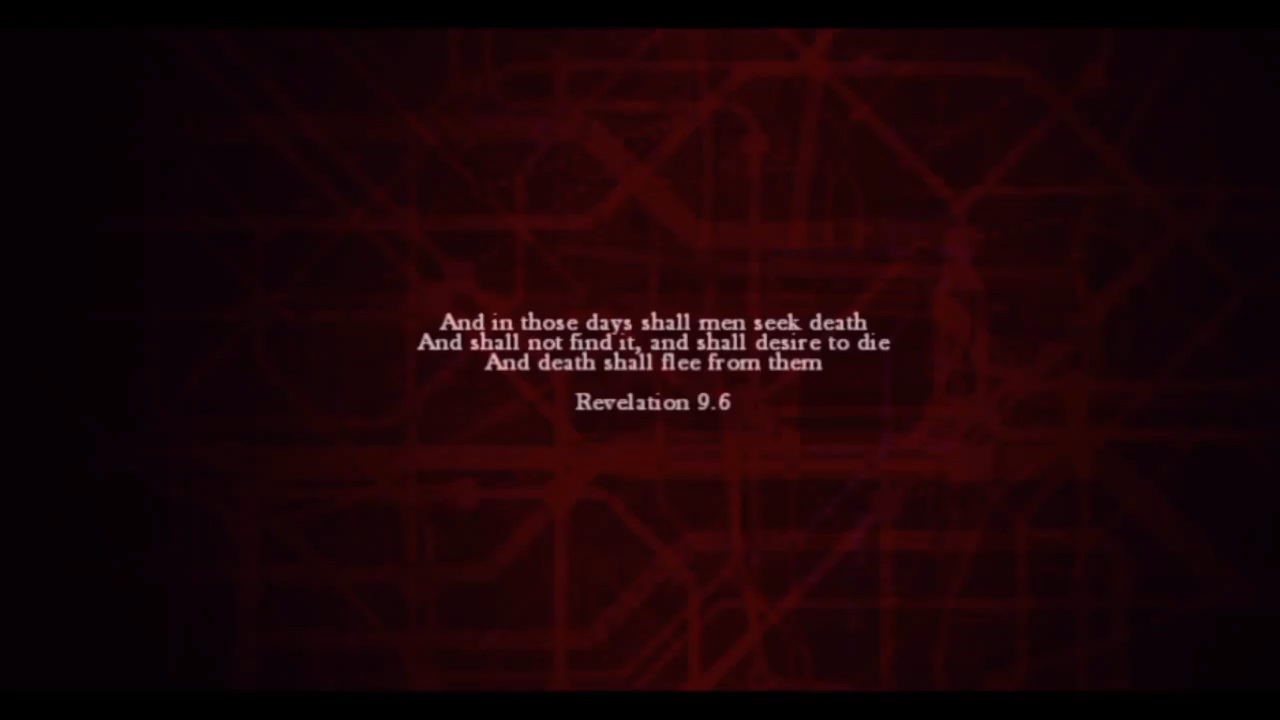 And in those days shall men seek death
And shall not find it, and shall desire to die
And death shall flee from them
Revelation 9.6